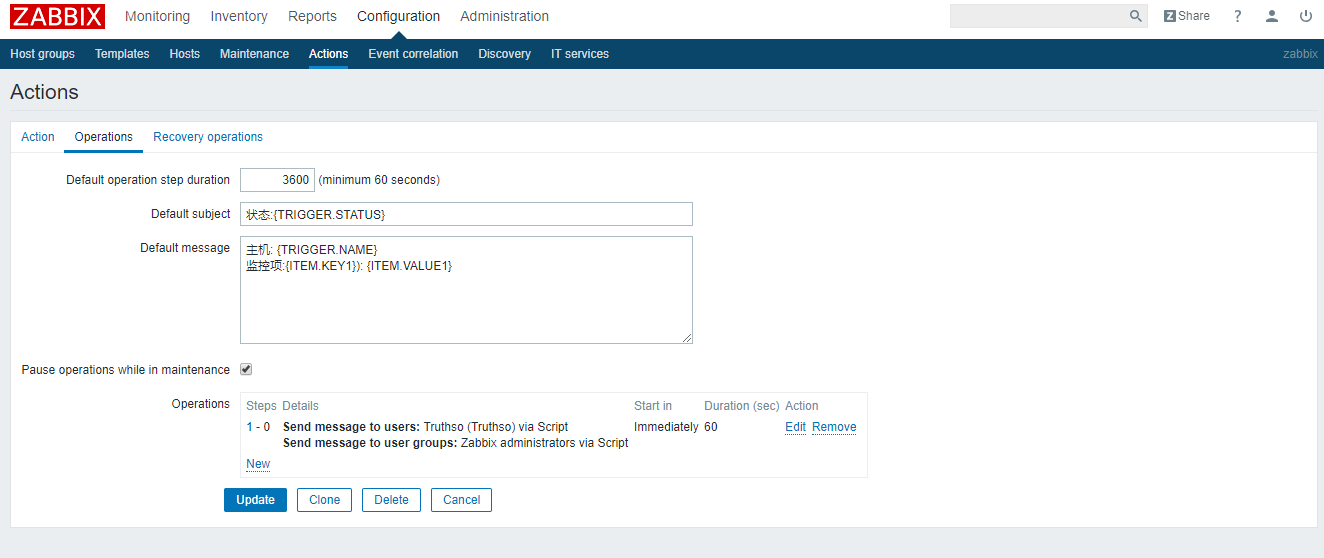 ZABBIX Monitoring Inventory Reports Configuration Administration Z Share ?
Host groups Templates Hosts Maintenance Actions Event correlation Discovery IT services zabbix
Actions
Action Operations Recovery operations
Default operation step duration 3600 (minimum 60 seconds)
Default subject 状态:{TRIGGER.STATUS}
Default message 主机: {TRIGGER.NAME}
监控项:{ITEM.KEY1}): {ITEM.VALUE1}
Pause operations while in maintenance
Operations Steps Details Start in Duration (sec) Action
1 - 0 Send message to users: Truthso (Truthso) via Script Immediately 60 Edit Remove
Send message to user groups: Zabbix administrators via Script
New
Update Clone Delete Cancel